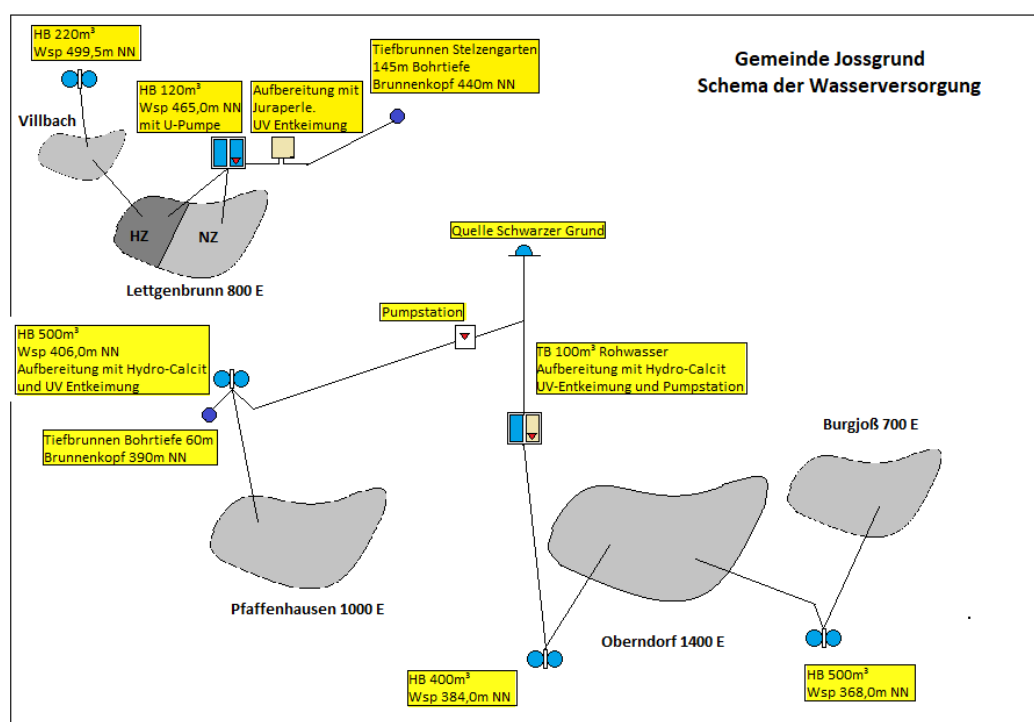 HB 220m³
Wsp 499,5m NN
Tiefbrunnen Stelzengarten
145m Bohrtiefe
Brunnenkopf 440m NN
Gemeinde Jossgrund
Schema der Wasserversorgung
HB 120m³
Wsp 465,0m NN
mit U-Pumpe
Aufbereitung mit
Juraperle.
UV Entkeimung
Villbach
HZ
NZ
Lettgenbrunn 800 E
Quelle Schwarzer Grund
Pumpstation
HB 500m³
Wsp 406,0m NN
Aufbereitung mit Hydro-Calcit
und UV Entkeimung
TB 100m³ Rohwasser
Aufbereitung mit Hydro-Calcit
UV-Entkeimung und Pumpstation
Tiefbrunnen Bohrtiefe 60m
Brunnenkopf 390m NN
Burgjoß 700 E
Pfaffenhausen 1000 E
Oberndorf 1400 E
HB 400m³
Wsp 384,0m NN
HB 500m³
Wsp 368,0m NN